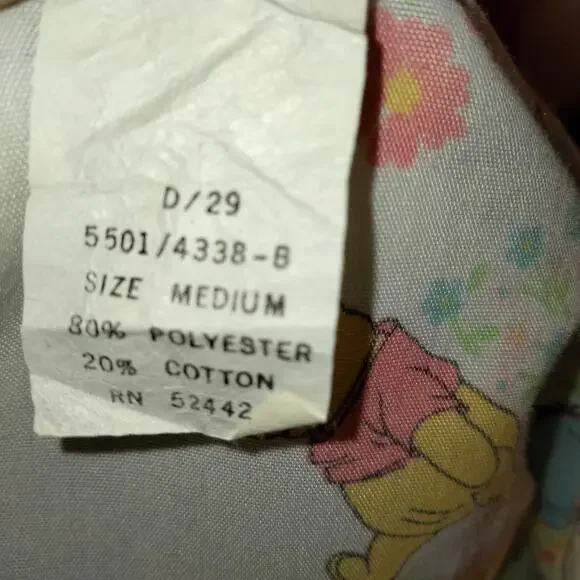 D/29
5501/4338-B
SIZE MEDIUM
80% POLYESTER
20% COTTON
RN 52442